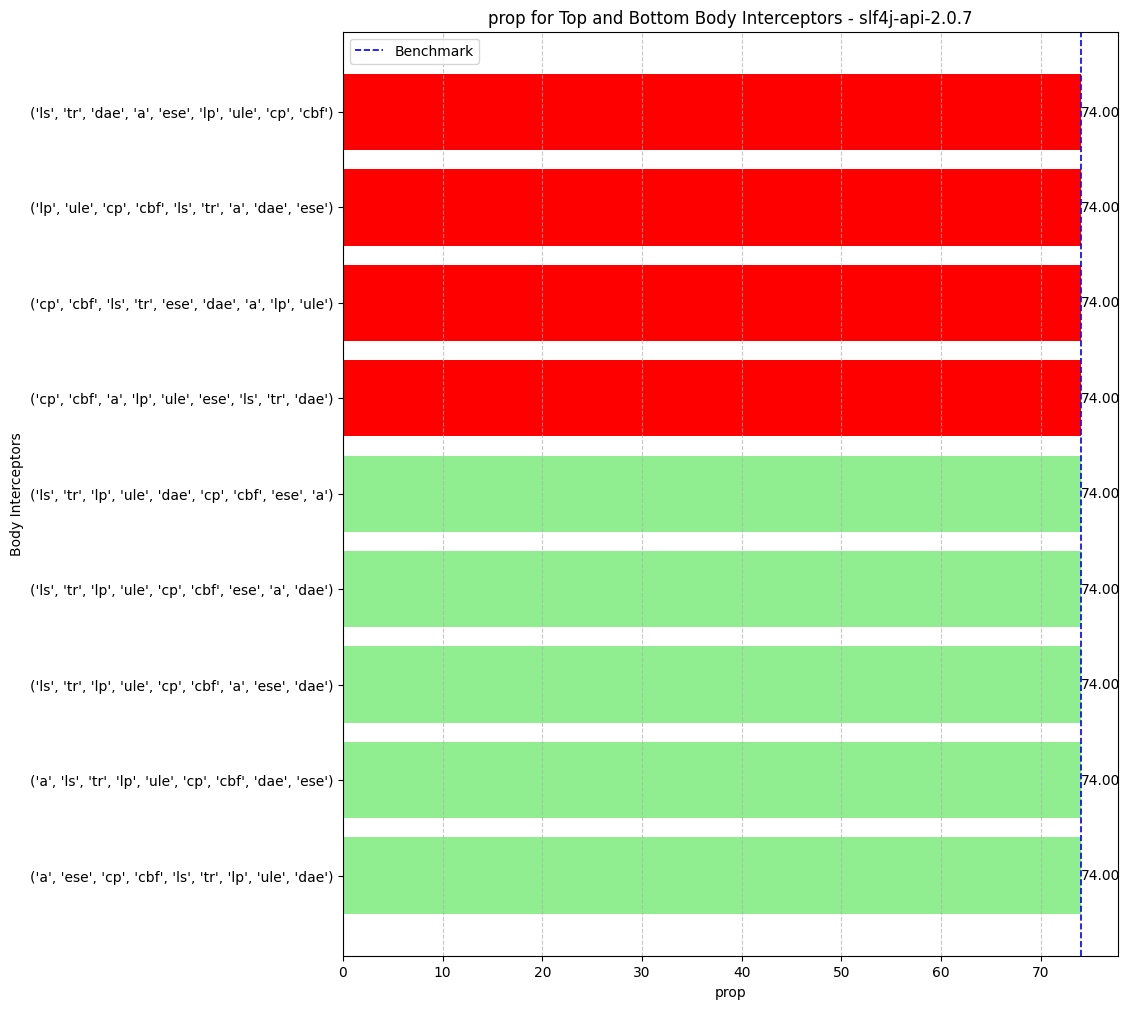 prop for Top and Bottom Body Interceptors - slf4j-api-2.0.7
Benchmark
('ls', 'tr', 'dae', 'a', 'ese', 'lp', 'ule', 'cp', 'cbf') 74.00
('lp', 'ule', 'cp', 'cbf', 'ls', 'tr', 'a', 'dae', 'ese') 74.00
('cp', 'cbf', 'ls', 'tr', 'ese', 'dae', 'a', 'lp', 'ule') 74.00
('cp', 'cbf', 'a', 'lp', 'ule', 'ese', 'ls', 'tr', 'dae') 74.00
('ls', 'tr', 'lp', 'ule', 'dae', 'cp', 'cbf', 'ese', 'a') 74.00
('ls', 'tr', 'lp', 'ule', 'cp', 'cbf', 'ese', 'a', 'dae') 74.00
('ls', 'tr', 'lp', 'ule', 'cp', 'cbf', 'a', 'ese', 'dae') 74.00
('a', 'ls', 'tr', 'lp', 'ule', 'cp', 'cbf', 'dae', 'ese') 74.00
('a', 'ese', 'cp', 'cbf', 'ls', 'tr', 'lp', 'ule', 'dae') 74.00
Body Interceptors
0 10 20 30 40 50 60 70
prop